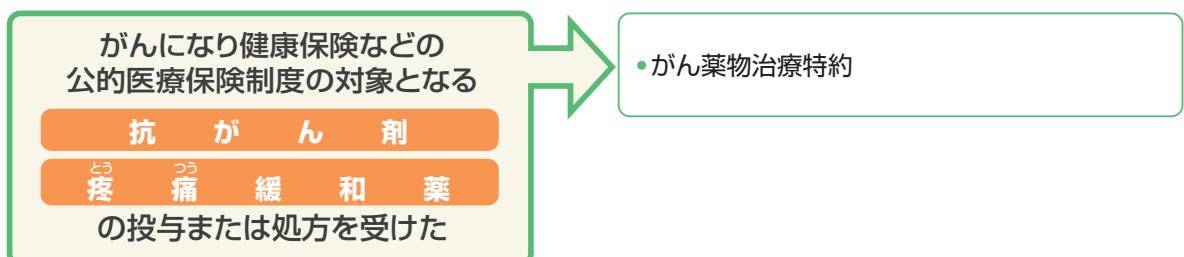 がんになり健康保険などの
公的医療保険制度の対象となる
抗がん剤
とう つう
疼痛緩和薬
の投与または処方を受けた
•がん薬物治療特約